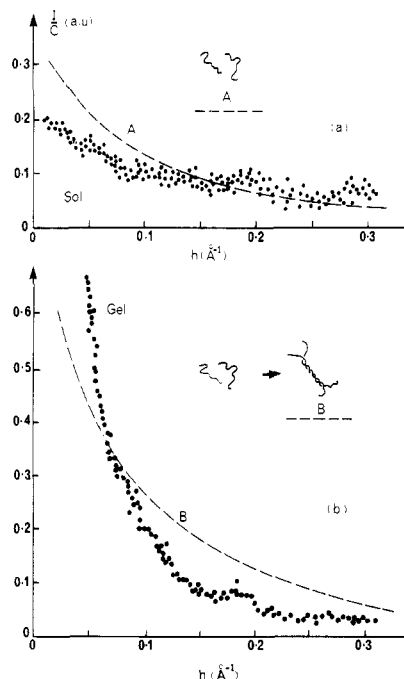 1/C (a.u)
0·3
A
A
(a)
0·2
0·1
Sol
0
0·1
0·2
0·3
h(Å⁻¹)
Gel
0·6
0·5
B
0·4
0·3
B
(b)
0·2
0·1
0
0·1
0·2
0·3
h(Å⁻¹)